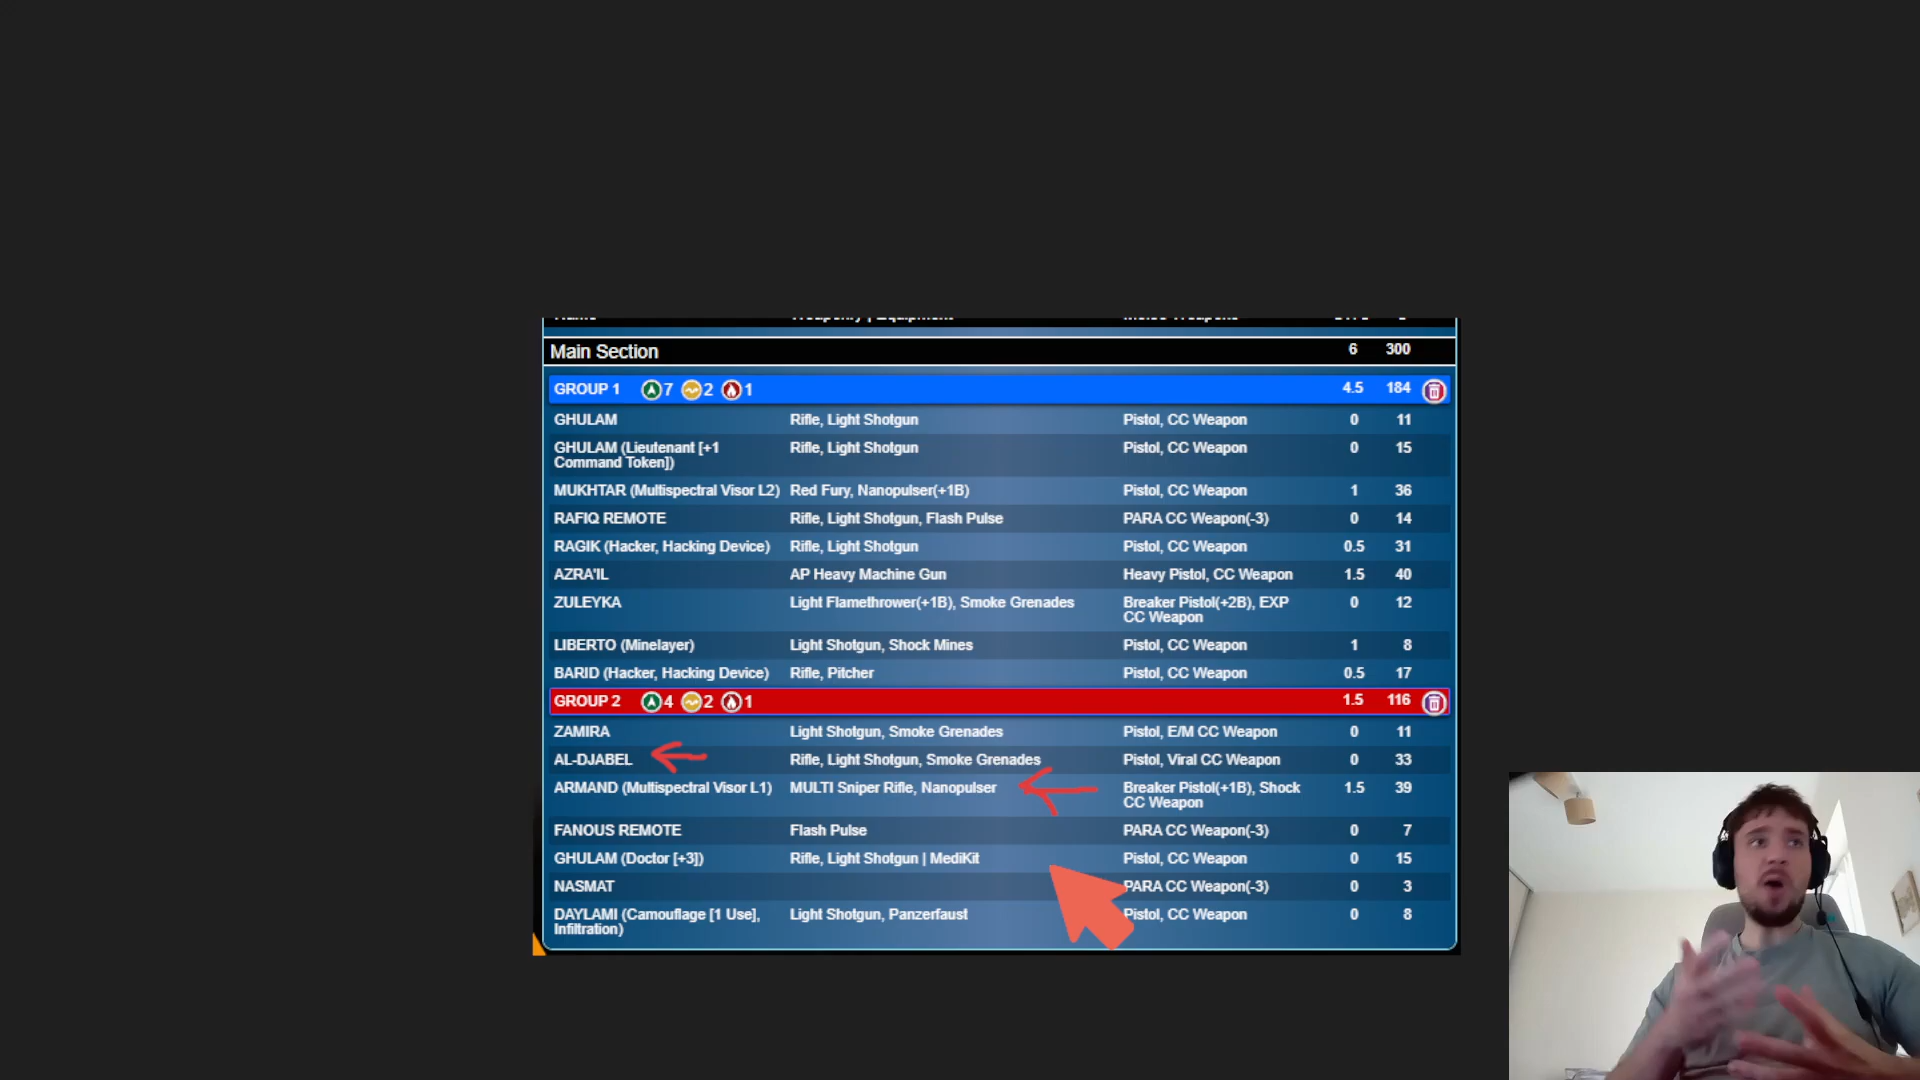 Main Section 6 300
GROUP 1 7 2 1 4.5 184
GHULAM Rifle, Light Shotgun Pistol, CC Weapon 0 11
GHULAM (Lieutenant [+1 Rifle, Light Shotgun Pistol, CC Weapon 0 15
Command Token])
MUKHTAR (Multispectral Visor L2) Red Fury, Nanopulser(+1B) Pistol, CC Weapon 1 36
RAFIQ REMOTE Rifle, Light Shotgun, Flash Pulse PARA CC Weapon(-3) 0 14
RAGIK (Hacker, Hacking Device) Rifle, Light Shotgun Pistol, CC Weapon 0.5 31
AZRA'IL AP Heavy Machine Gun Heavy Pistol, CC Weapon 1.5 40
ZULEYKA Light Flamethrower(+1B), Smoke Grenades Breaker Pistol(+2B), EXP 0 12
CC Weapon
LIBERTO (Minelayer) Light Shotgun, Shock Mines Pistol, CC Weapon 1 8
BARID (Hacker, Hacking Device) Rifle, Pitcher Pistol, CC Weapon 0.5 17
GROUP 2 4 2 1 1.5 116
ZAMIRA Light Shotgun, Smoke Grenades Pistol, E/M CC Weapon 0 11
AL-DJABEL Rifle, Light Shotgun, Smoke Grenades Pistol, Viral CC Weapon 0 33
ARMAND (Multispectral Visor L1) MULTI Sniper Rifle, Nanopulser Breaker Pistol(+1B), Shock 1.5 39
CC Weapon
FANOUS REMOTE Flash Pulse PARA CC Weapon(-3) 0 7
GHULAM (Doctor [+3]) Rifle, Light Shotgun | MediKit Pistol, CC Weapon 0 15
NASMAT PARA CC Weapon(-3) 0 3
DAYLAMI (Camouflage [1 Use], Light Shotgun, Panzerfaust Pistol, CC Weapon 0 8
Infiltration)